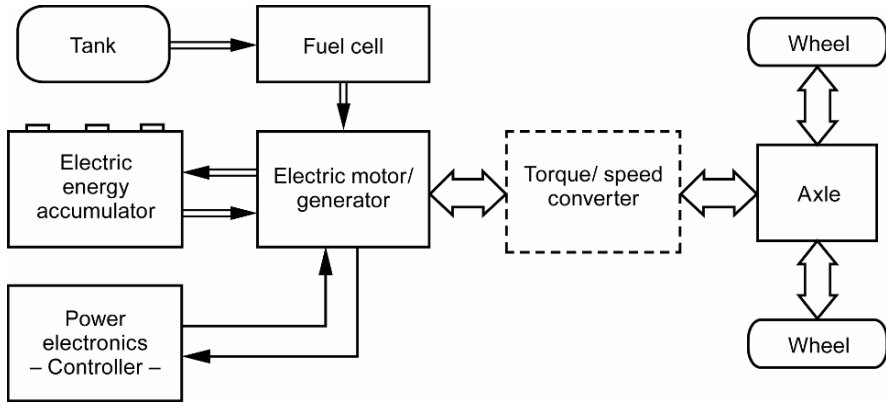 Tank
Fuel cell
Wheel
Electric
energy
accumulator
Electric motor/
generator
Torque/ speed
converter
Axle
Power
electronics
– Controller –
Wheel